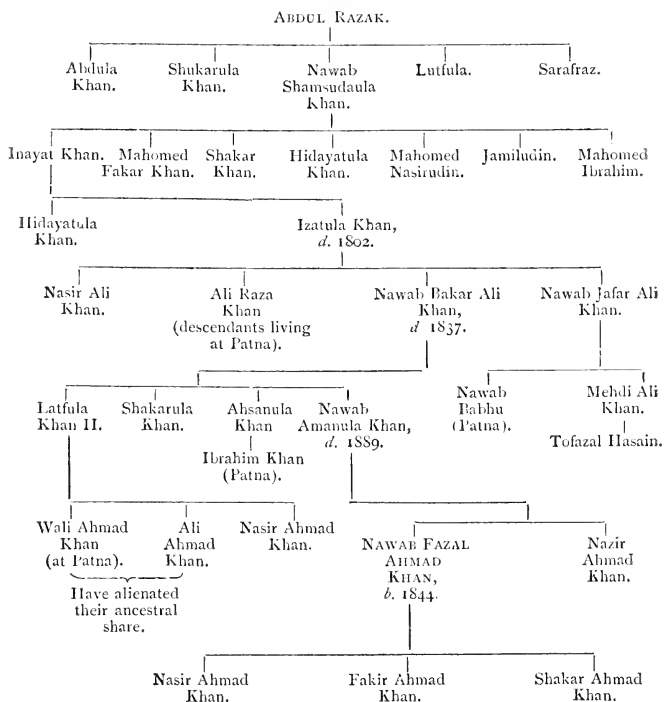 ABDUL RAZAK.
Abdula Khan.
Shukarula Khan.
Nawab Shamsudaula Khan.
Lutfula.
Sarafraz.
Inayat Khan.
Mahomed Fakar Khan.
Shakar Khan.
Hidayatula Khan.
Mahomed Nasirudin.
Jamiludin.
Mahomed Ibrahim.
Hidayatula Khan.
Izatula Khan, d. 1802.
Nasir Ali Khan.
Ali Raza Khan (descendants living at Patna).
Nawab Bakar Ali Khan, d 1837.
Nawab Jafar Ali Khan.
Latfula Khan II.
Shakarula Khan.
Ahsanula Khan
Nawab Amanula Khan, d. 1889.
Nawab Babhu (Patna).
Mehdi Ali Khan.
Ibrahim Khan (Patna).
Tofazal Hasain.
Wali Ahmad Khan (at Patna).
Ali Ahmad Khan.
Nasir Ahmad Khan.
NAWAB FAZAL AHMAD KHAN, b. 1844.
Nazir Ahmad Khan.
Have alienated their ancestral share.
Nasir Ahmad Khan.
Fakir Ahmad Khan.
Shakar Ahmad Khan.